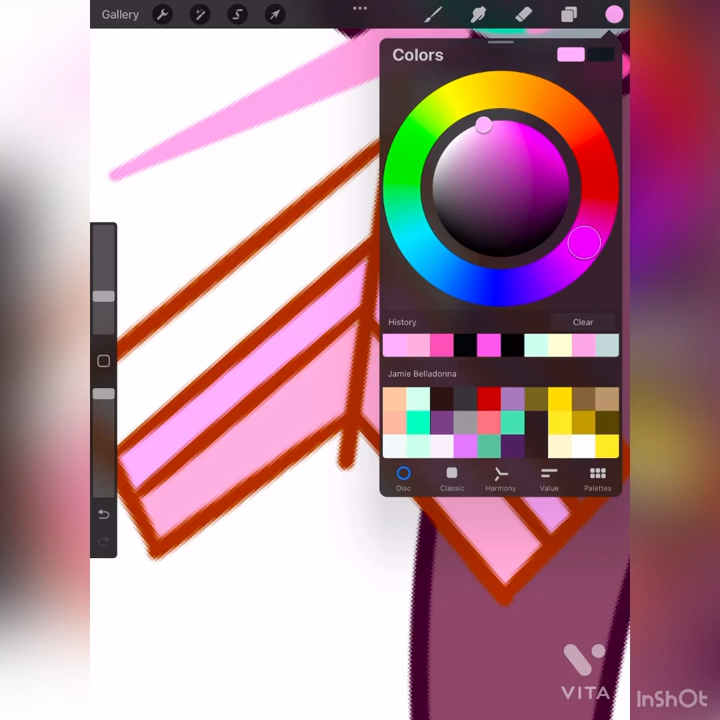 Gallery
Colors
History
Clear
Jamie Belladonna
Disc
Classic
Harmony
Value
Palettes
VITA
InShOt